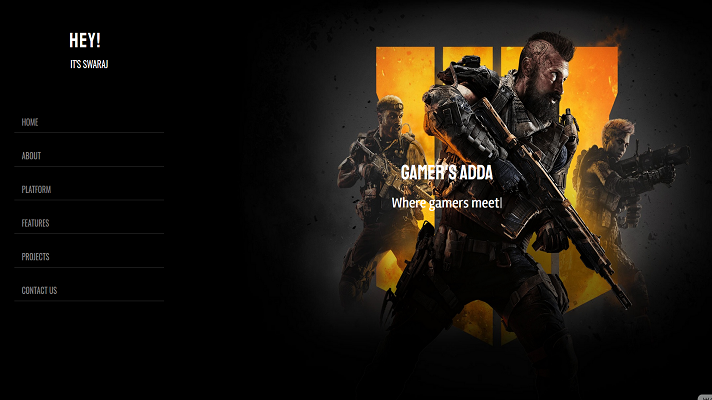 HEY!
IT'S SWARAJ
HOME
ABOUT
PLATFORM
FEATURES
PROJECTS
CONTACT US
GAMER'S ADDA
Where gamers meet|